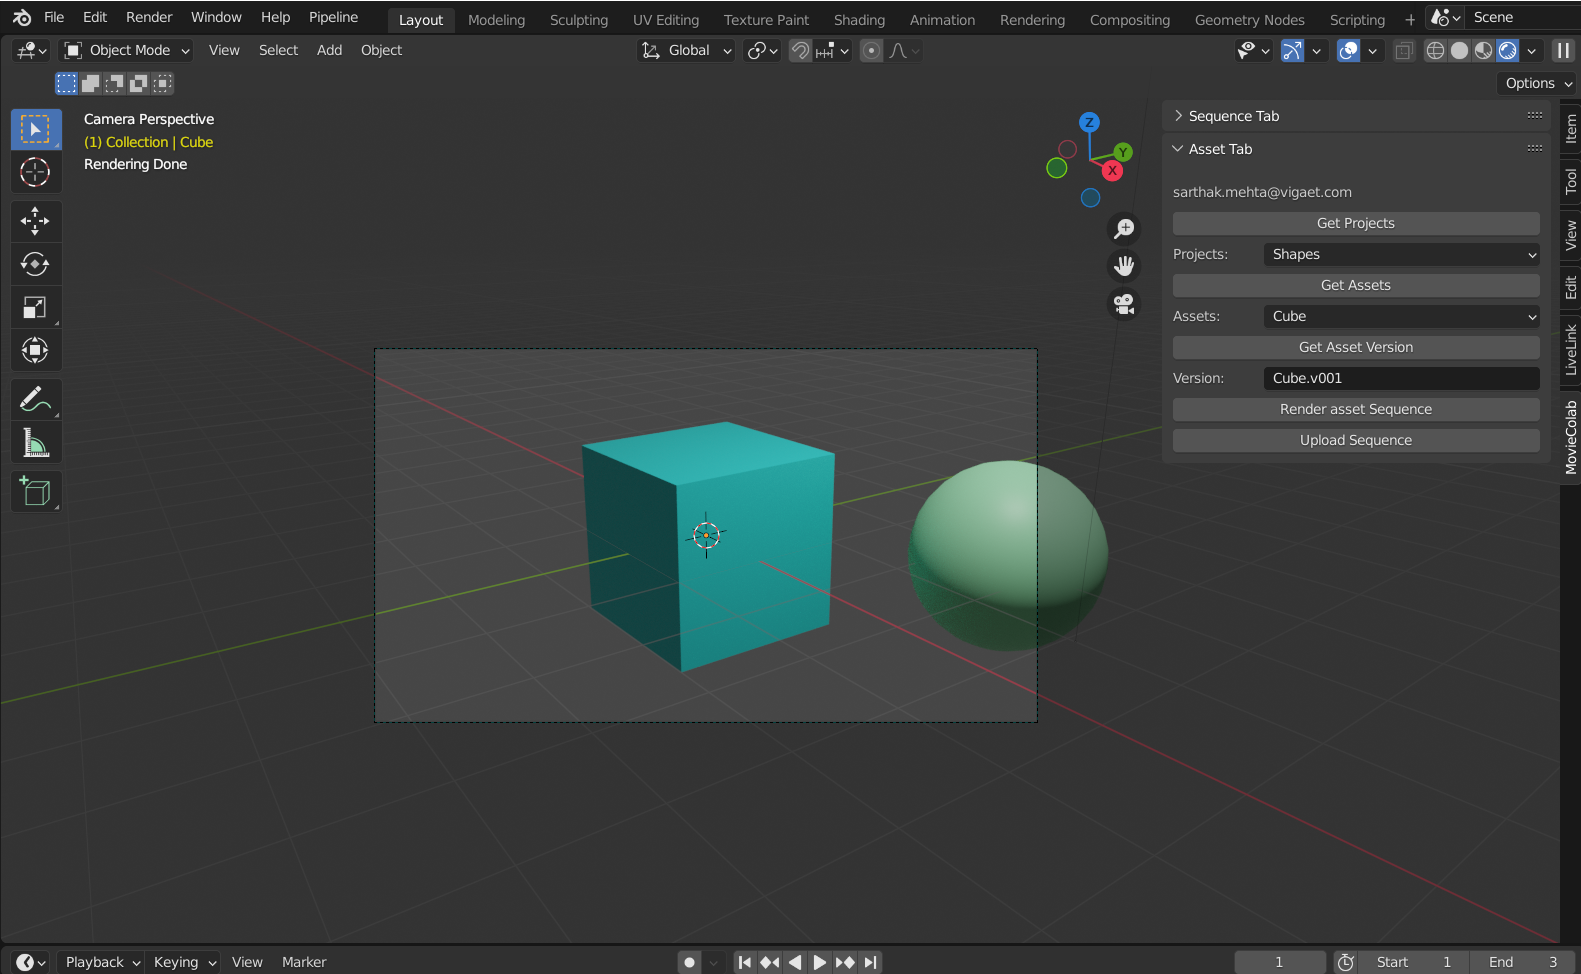 File Edit Render Window Help Pipeline Layout Modeling Sculpting UV Editing Texture Paint Shading Animation Rendering Compositing Geometry Nodes Scripting + Scene
Object Mode View Select Add Object Global
Options
Camera Perspective
(1) Collection | Cube
Rendering Done
Z
Y
X
Sequence Tab
Asset Tab
sarthak.mehta@vigaet.com
Get Projects
Projects: Shapes
Get Assets
Assets: Cube
Get Asset Version
Version: Cube.v001
Render asset Sequence
Upload Sequence
Item
Tool
View
Edit
LiveLink
MovieColab
Playback Keying View Marker 1 Start 1 End 3